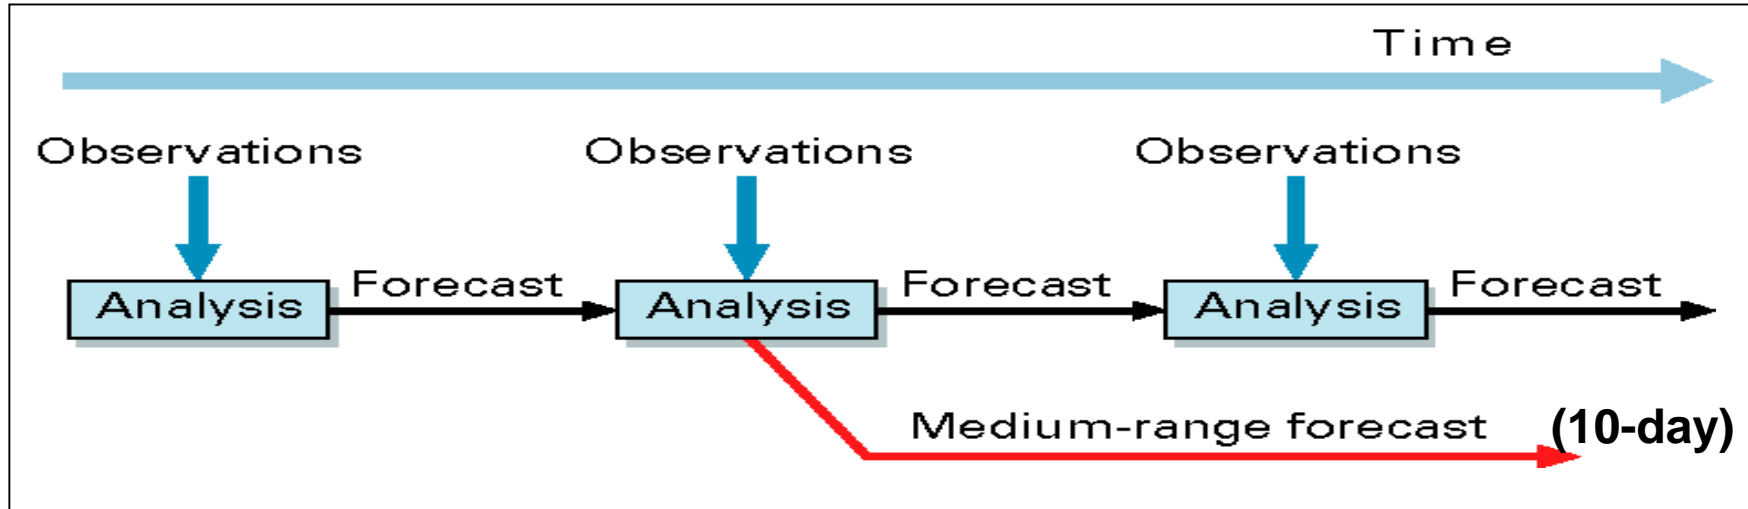 Time
Observations Observations Observations
Forecast Forecast Forecast
Analysis Analysis Analysis
Medium-range forecast (10-day)